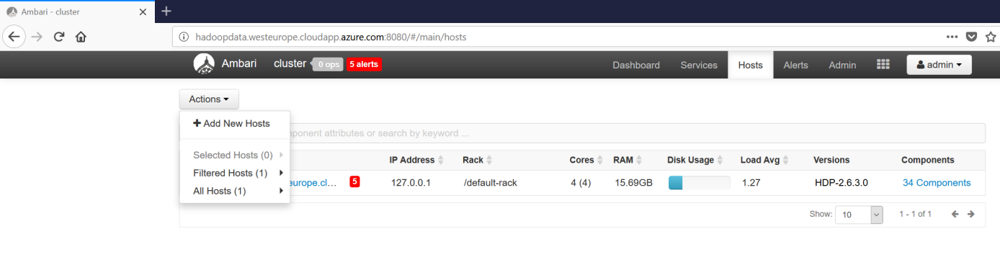 Ambari - cluster
hadoopdata.westeurope.cloudapp.azure.com:8080/#/main/hosts
Ambari cluster 0 ops 5 alerts Dashboard Services Hosts Alerts Admin admin
Actions
Add New Hosts
Selected Hosts (0)
Filtered Hosts (1)
All Hosts (1)
attributes or search by keyword ...
IP Address Rack Cores RAM Disk Usage Load Avg Versions Components
europe.cl... 5 127.0.0.1 /default-rack 4 (4) 15.69GB 1.27 HDP-2.6.3.0 34 Components
Show: 10 1 - 1 of 1